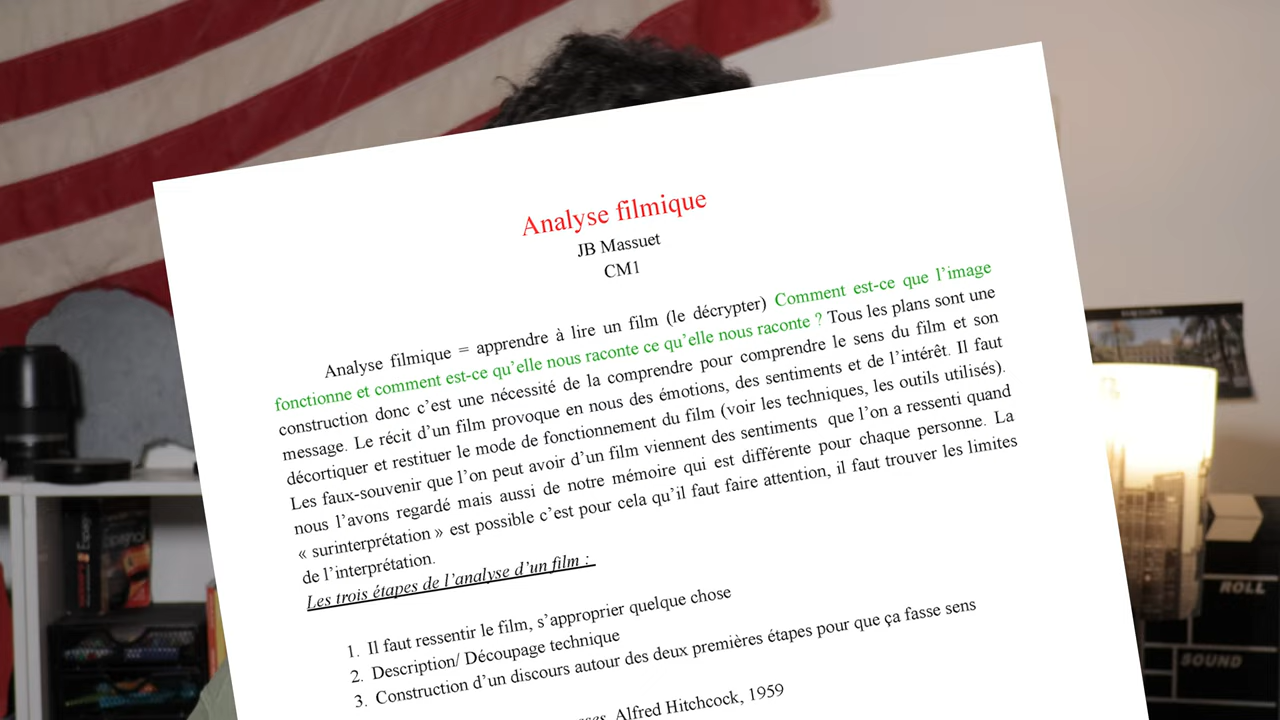 Analyse filmique
JB Massuet
CM1
Analyse filmique = apprendre à lire un film (le décrypter) Comment est-ce que l’image
fonctionne et comment est-ce qu’elle nous raconte ce qu’elle nous raconte ? Tous les plans sont une
construction donc c’est une nécessité de la comprendre pour comprendre le sens du film et son
message. Le récit d’un film provoque en nous des émotions, des sentiments et de l’intérêt. Il faut
décortiquer et restituer le mode de fonctionnement du film (voir les techniques, les outils utilisés).
Les faux-souvenir que l’on peut avoir d’un film viennent des sentiments que l’on a ressenti quand
nous l’avons regardé mais aussi de notre mémoire qui est différente pour chaque personne. La
« surinterprétation » est possible c’est pour cela qu’il faut faire attention, il faut trouver les limites
de l’interprétation.
Les trois étapes de l’analyse d’un film :
1. Il faut ressentir le film, s’approprier quelque chose
2. Description/ Découpage technique
3. Construction d’un discours autour des deux premières étapes pour que ça fasse sens
Alfred Hitchcock, 1959
ROLL
SOUND